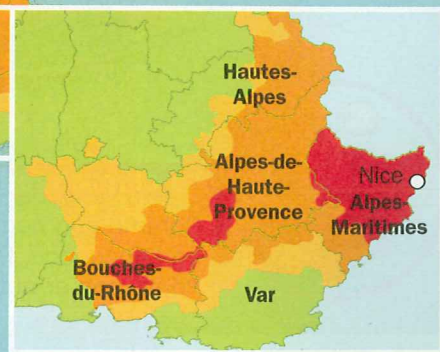 Hautes-
Alpes
Alpes-de-
Haute-
Provence
Nice
Alpes-
Maritimes
Bouches-
du-Rhône
Var